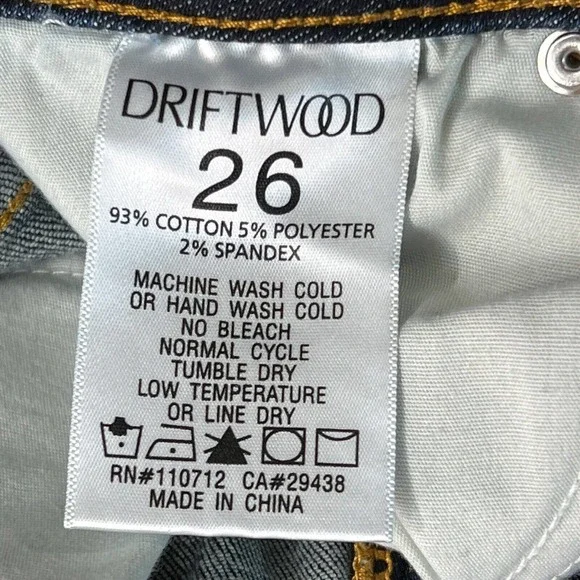 DRIFTWOOD
26
93% COTTON 5% POLYESTER
2% SPANDEX
MACHINE WASH COLD
OR HAND WASH COLD
NO BLEACH
NORMAL CYCLE
TUMBLE DRY
LOW TEMPERATURE
OR LINE DRY
RN#110712 CA#29438
MADE IN CHINA